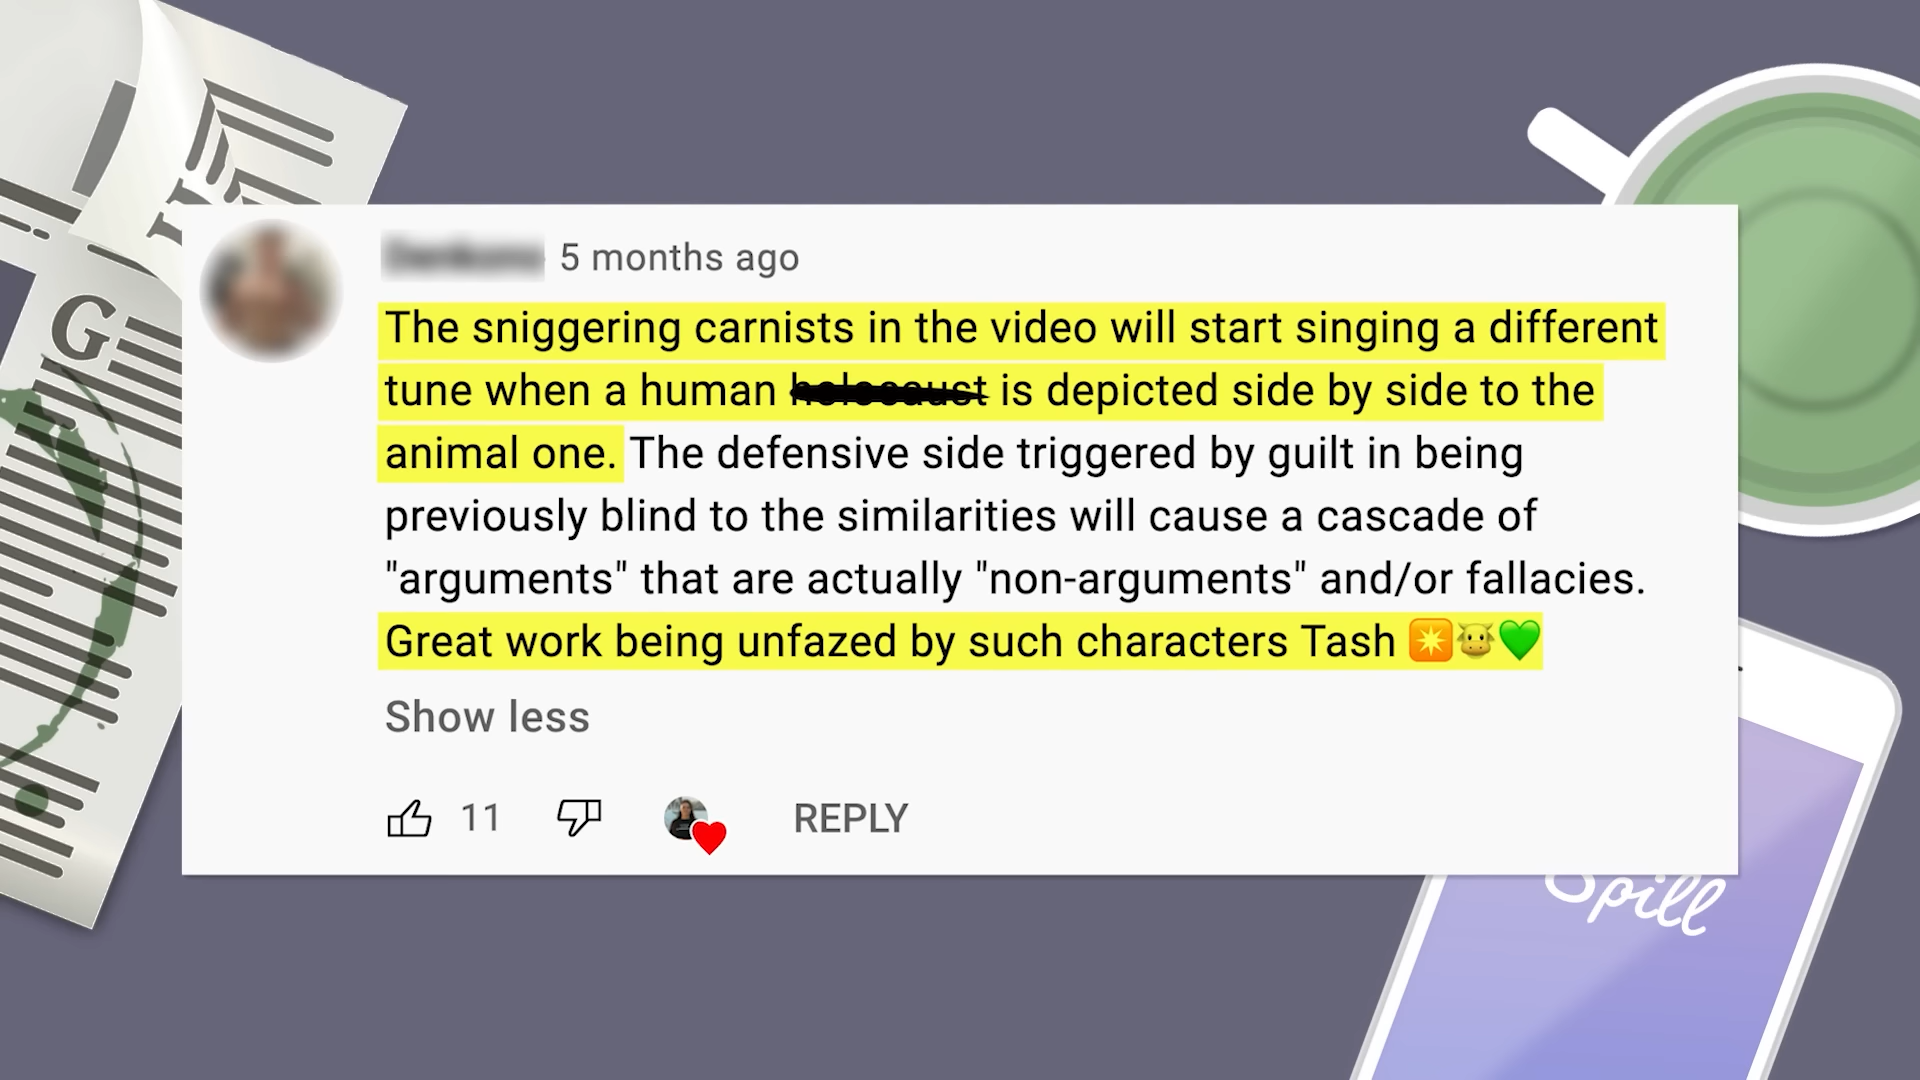 5 months ago
The sniggering carnists in the video will start singing a different
tune when a human holocaust is depicted side by side to the
animal one. The defensive side triggered by guilt in being
previously blind to the similarities will cause a cascade of
"arguments" that are actually "non-arguments" and/or fallacies.
Great work being unfazed by such characters Tash 💥🐮💚
Show less
11
REPLY
G
Spill